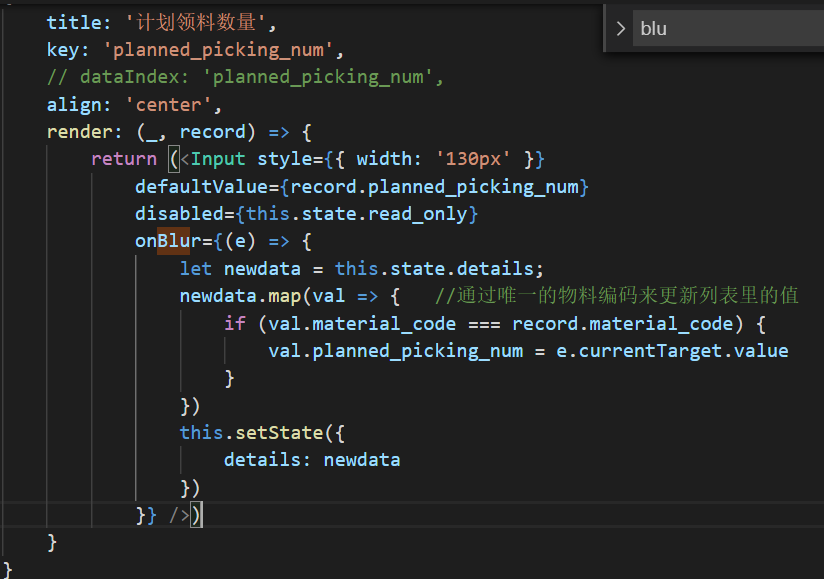 title: '计划领料数量',
blu
key: 'planned_picking_num',
// dataIndex: 'planned_picking_num',
align: 'center',
render: (_, record) => {
return (<Input style={{ width: '130px' }}
defaultValue={record.planned_picking_num}
disabled={this.state.read_only}
onBlur={(e) => {
let newdata = this.state.details;
newdata.map(val => {   //通过唯一的物料编码来更新列表里的值
if (val.material_code === record.material_code) {
val.planned_picking_num = e.currentTarget.value
}
})
this.setState({
details: newdata
})
}} />)
}
}